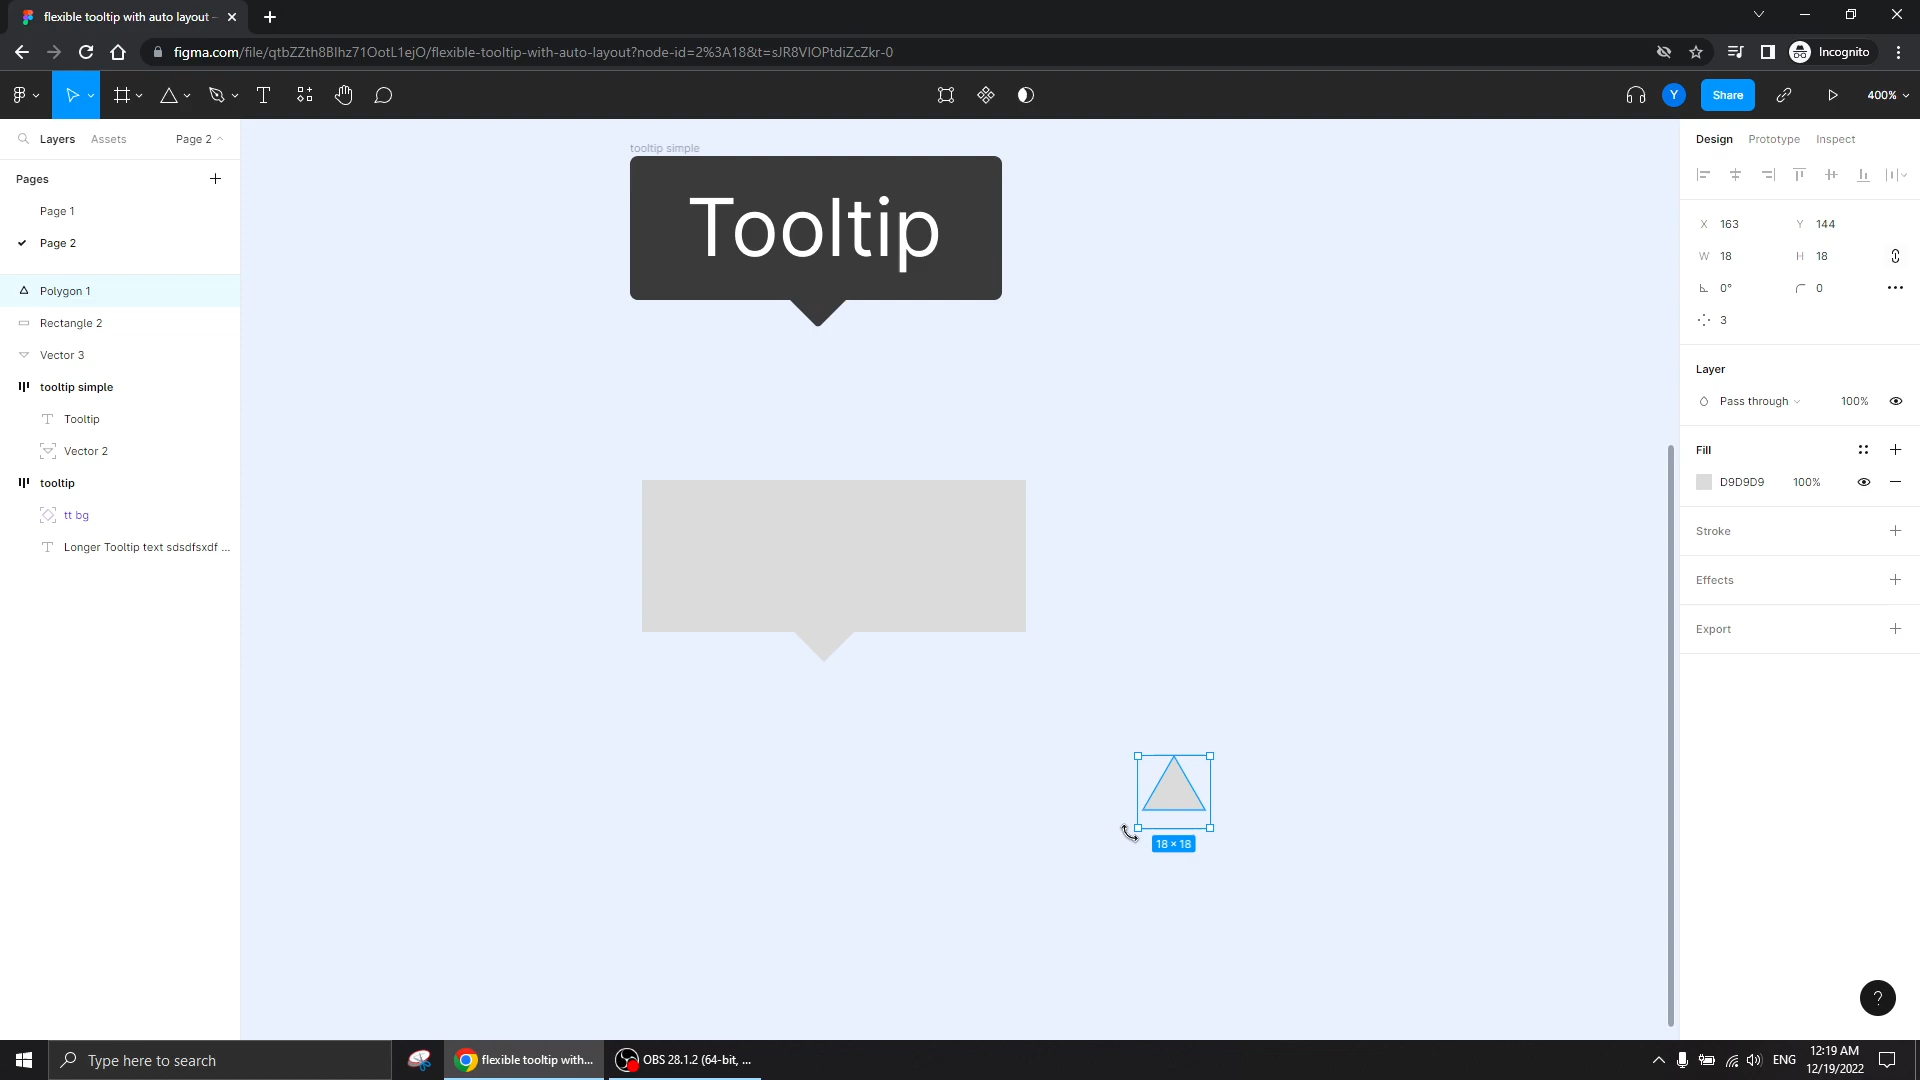 flexible tooltip with auto layout -
figma.com/file/qtbZZth8Blhz71OotL1ejO/flexible-tooltip-with-auto-layout?node-id=2%3A18&t=sJR8VIOPtdiZcZkr-0
Incognito
Y
Share
400%
Layers
Assets
Page 2
Pages
Page 1
Page 2
Polygon 1
Rectangle 2
Vector 3
tooltip simple
Tooltip
Vector 2
tooltip
tt bg
Longer Tooltip text sdsdfsxdf ...
tooltip simple
Tooltip
18 × 18
Design
Prototype
Inspect
X 163
Y 144
W 18
H 18
0°
0
3
Layer
Pass through
100%
Fill
D9D9D9
100%
Stroke
Effects
Export
?
Type here to search
flexible tooltip with...
OBS 28.1.2 (64-bit, ...
ENG
12:19 AM
12/19/2022